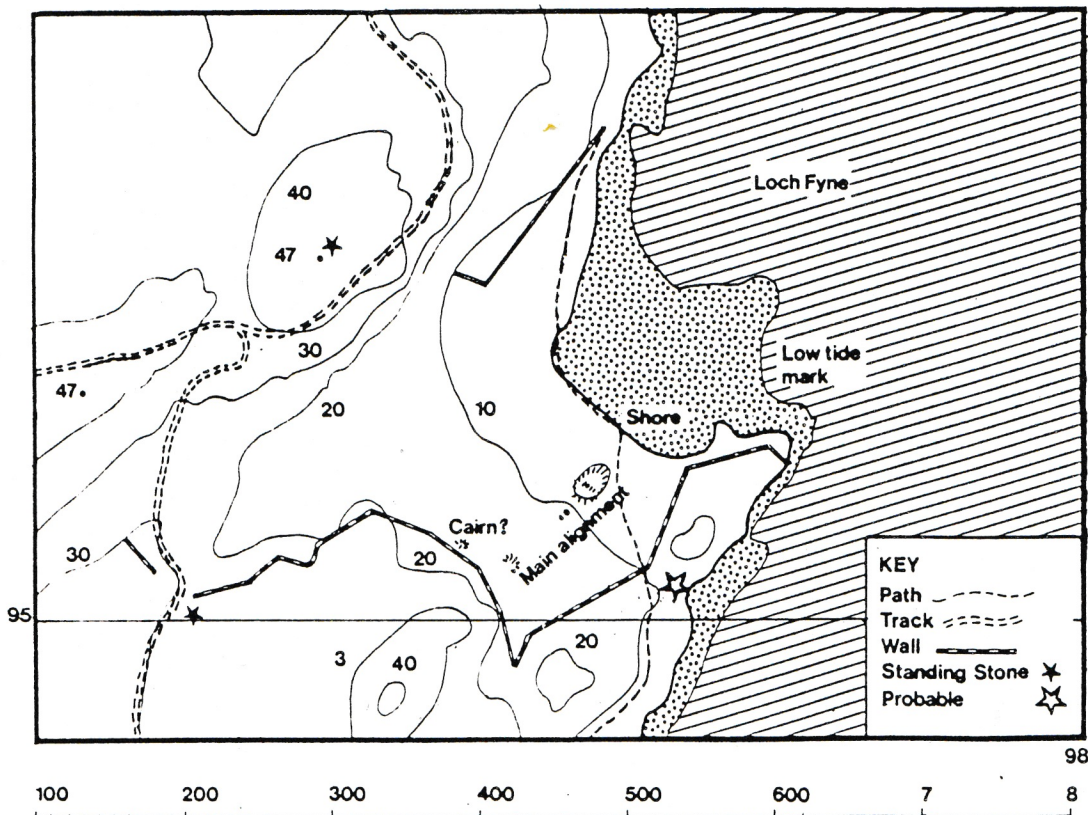 40
47
Loch Fyne
30
Low tide
mark
47
20
10
Shore
Cairn?
Main alignment
30
20
95
3
40
20
KEY
Path
Track
Wall
Standing Stone
Probable
98
100 200 300 400 500 600 7 8